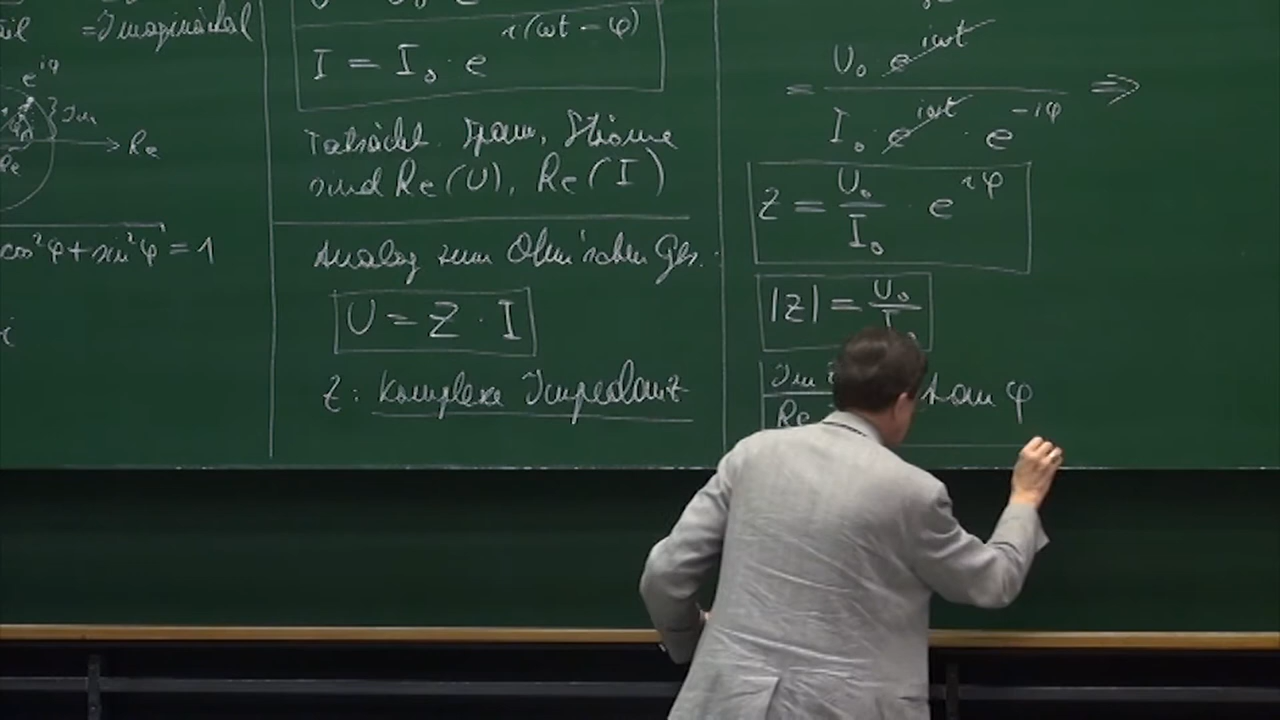 =Imaginärteil
e^{iφ}
Im
Re
Re
cos²φ + sin²φ = 1
i
I = I₀ · e^{i(ωt − φ)}
Tatsächl. Spann., Ströme
sind Re(U), Re(I)
Analog zum Ohm'schen Ges.:
U = Z · I
Z: Komplexe Impedanz
= U₀ e^{iωt} / I₀ · e^{iωt} · e^{−iφ} ⇒
Z = U₀ / I₀ · e^{iφ}
|Z| = U₀ / I₀
Im
Re
tan φ